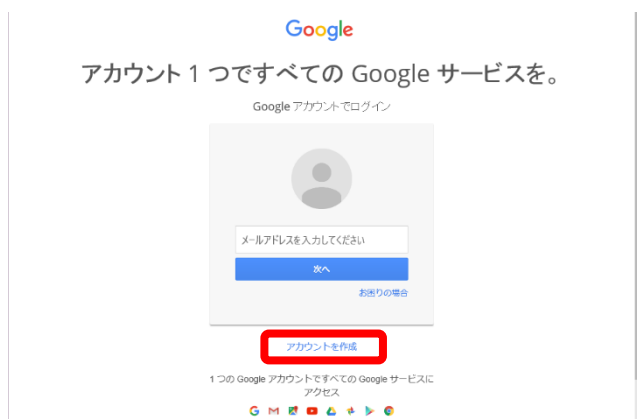 Google
アカウント 1 つですべての Google サービスを。
Google アカウントでログイン
メールアドレスを入力してください
次へ
お困りの場合
アカウントを作成
1 つの Google アカウントですべての Google サービスに
アクセス